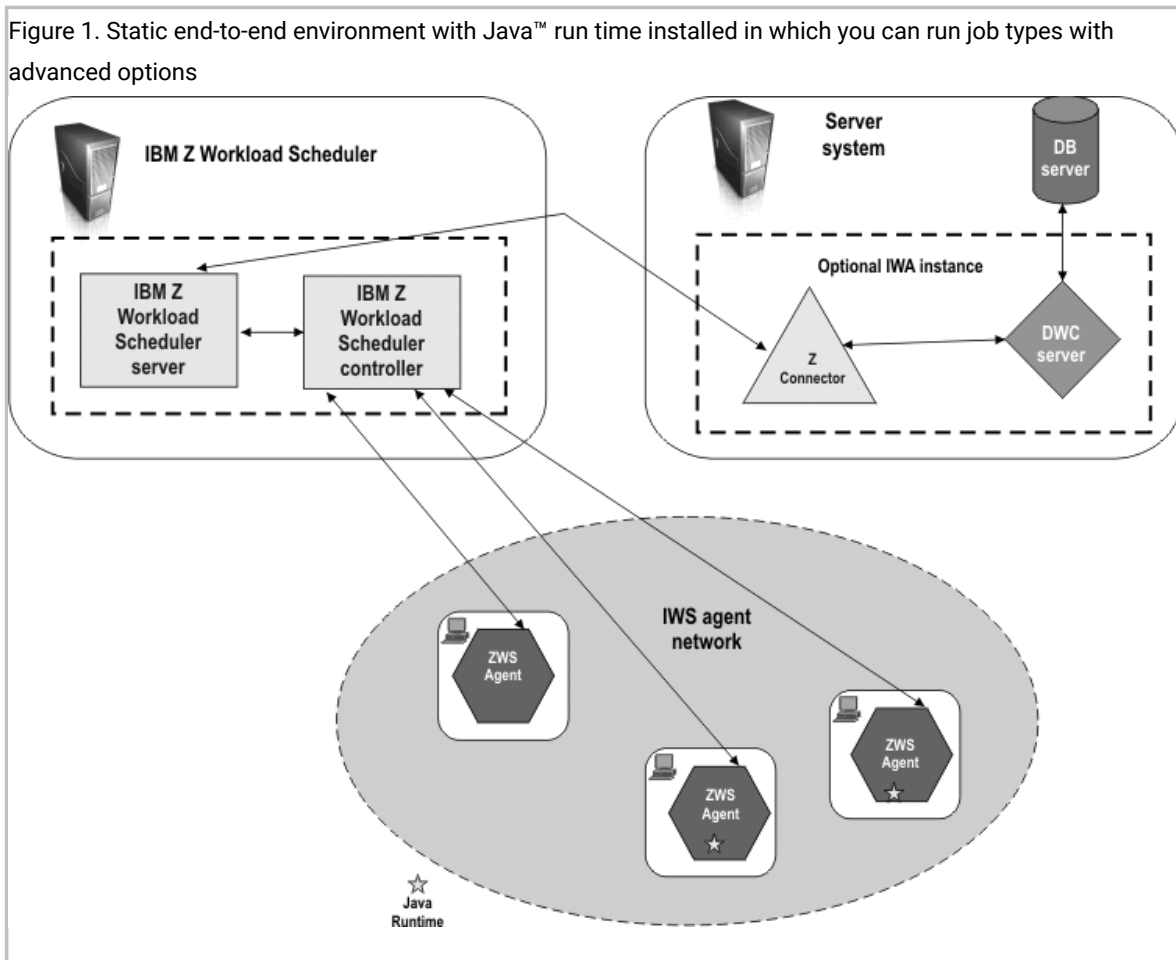 Figure 1. Static end-to-end environment with Java™ run time installed in which you can run job types with
advanced options
IBM Z Workload Scheduler
IBM Z
Workload
Scheduler
server
IBM Z
Workload
Scheduler
controller
Server
system
DB
server
Optional IWA instance
Z
Connector
DWC
server
IWS agent
network
ZWS
Agent
ZWS
Agent
ZWS
Agent
Java
Runtime